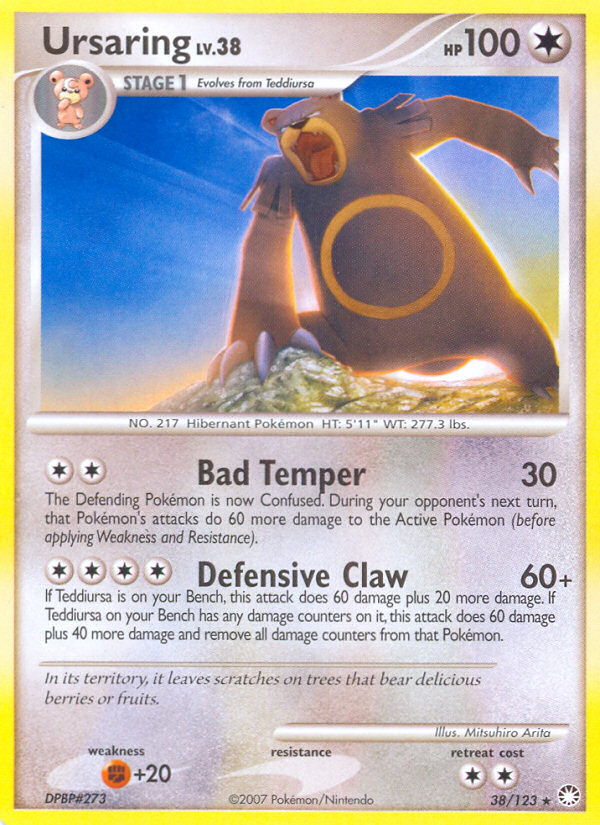 Ursaring LV.38 HP 100
STAGE 1 Evolves from Teddiursa
NO. 217 Hibernant Pokémon HT: 5'11" WT: 277.3 lbs.
Bad Temper 30
The Defending Pokémon is now Confused. During your opponent's next turn,
that Pokémon's attacks do 60 more damage to the Active Pokémon (before
applying Weakness and Resistance).
Defensive Claw 60+
If Teddiursa is on your Bench, this attack does 60 damage plus 20 more damage. If
Teddiursa on your Bench has any damage counters on it, this attack does 60 damage
plus 40 more damage and remove all damage counters from that Pokémon.
In its territory, it leaves scratches on trees that bear delicious
berries or fruits.
Illus. Mitsuhiro Arita
weakness resistance retreat cost
+20
DPBP#273 ©2007 Pokémon/Nintendo 38/123 ★